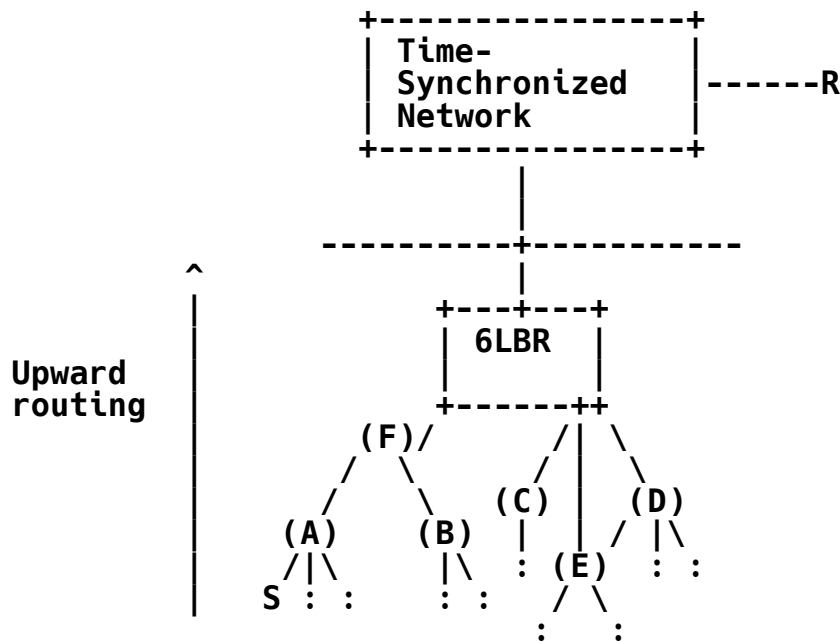 +----------------+
| Time-          |
| Synchronized   |------R
| Network        |
+----------------+
|
|
----------+-----------
^ |
| +---+---+
| | 6LBR |
Upward | | |
routing | +------++
| (F)/ /| \
| / \ / | \
| / \ (C) | (D)
| (A) (B) | | / |\
| /|\ |\ : (E) : :
| S : : : : / \
: :